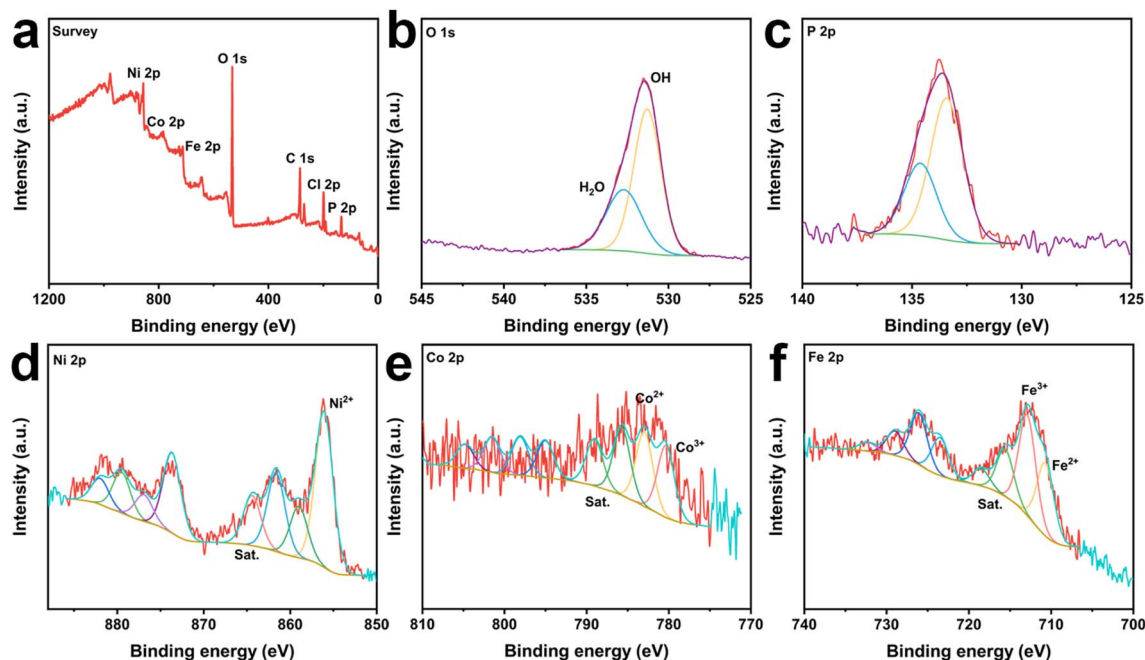 a
Survey
Intensity (a.u.)
Ni 2p
Co 2p
Fe 2p
O 1s
C 1s
Cl 2p
P 2p
1200 800 400 0
Binding energy (eV)
b
O 1s
Intensity (a.u.)
OH
H₂O
545 540 535 530 525
Binding energy (eV)
c
P 2p
Intensity (a.u.)
140 135 130 125
Binding energy (eV)
d
Ni 2p
Intensity (a.u.)
Ni²⁺
Sat.
880 870 860 850
Binding energy (eV)
e
Co 2p
Intensity (a.u.)
Co²⁺
Co³⁺
Sat.
810 800 790 780 770
Binding energy (eV)
f
Fe 2p
Intensity (a.u.)
Fe³⁺
Fe²⁺
Sat.
740 730 720 710 700
Binding energy (eV)